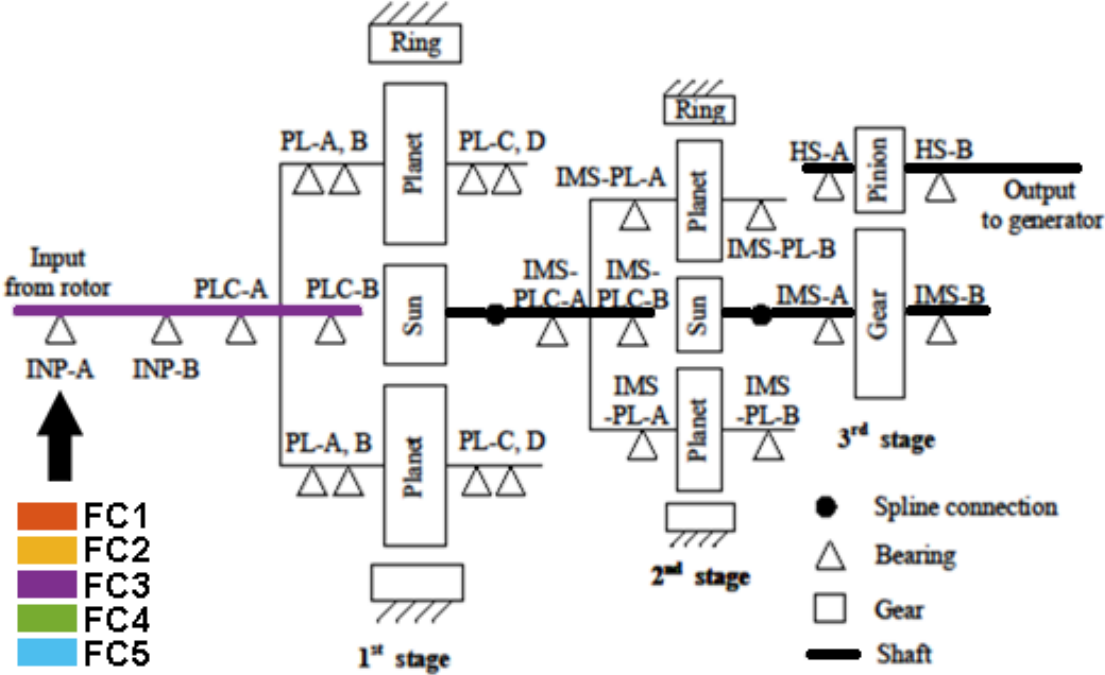 Ring
PL-A, B
PL-C, D
Planet
Ring
IMS-PL-A
Planet
IMS-PL-B
HS-A
Pinion
HS-B
Output
to generator
Input
from rotor
PLC-A
PLC-B
Sun
IMS-
PLC-A
IMS-
PLC-B
Sun
IMS-A
Gear
IMS-B
INP-A
INP-B
PL-A, B
Planet
PL-C, D
IMS
-PL-A
Planet
IMS
-PL-B
3rd stage
2nd stage
1st stage
FC1
FC2
FC3
FC4
FC5
Spline connection
Bearing
Gear
Shaft